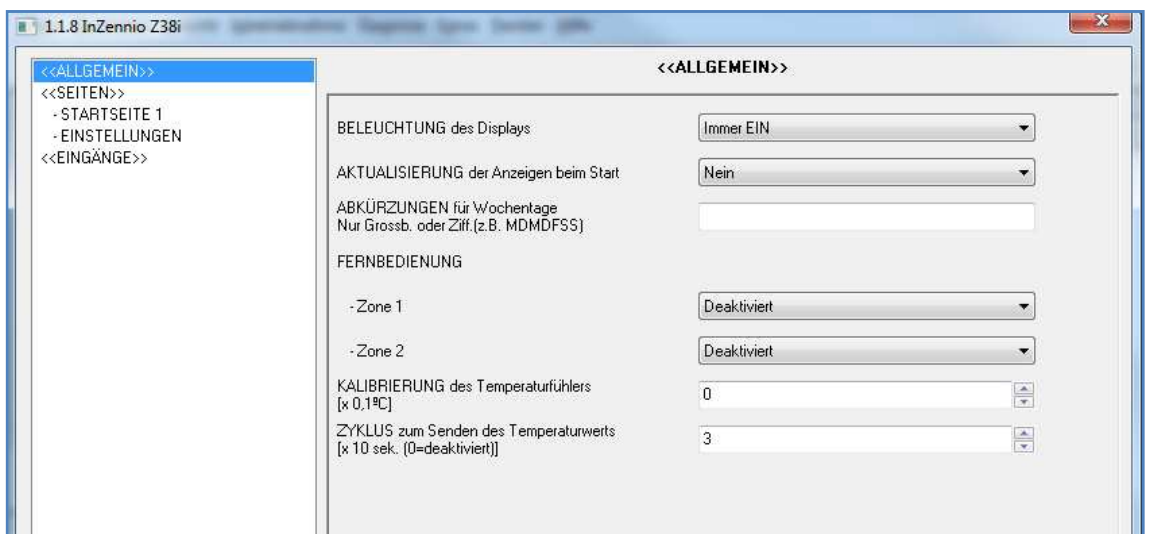 1.1.8 InZennio Z38i
<<ALLGEMEIN>>
<<SEITEN>>
- STARTSEITE 1
- EINSTELLUNGEN
<<EINGÄNGE>>
<<ALLGEMEIN>>
BELEUCHTUNG des Displays
Immer EIN
AKTUALISIERUNG der Anzeigen beim Start
Nein
ABKÜRZUNGEN für Wochentage
Nur Grossb. oder Ziff.(z.B. MDMDFSS)
FERNBEDIENUNG
- Zone 1
Deaktiviert
- Zone 2
Deaktiviert
KALIBRIERUNG des Temperaturfühlers
[x 0,1ºC]
0
ZYKLUS zum Senden des Temperaturwerts
[x 10 sek. (0=deaktiviert)]
3